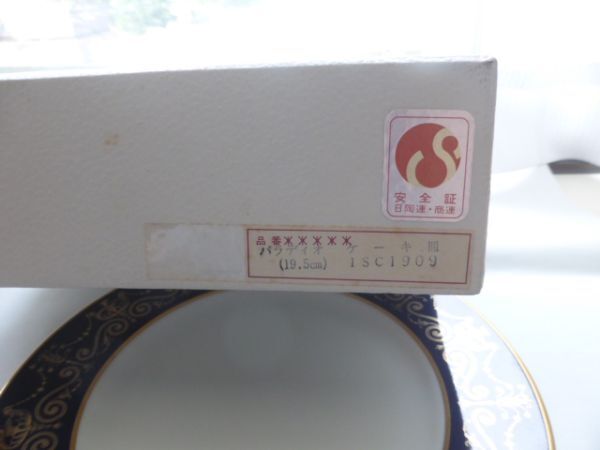 安全証
日陶連・商連
品番*****
パラディオ ケーキ皿
(19.5cm) ISC1909